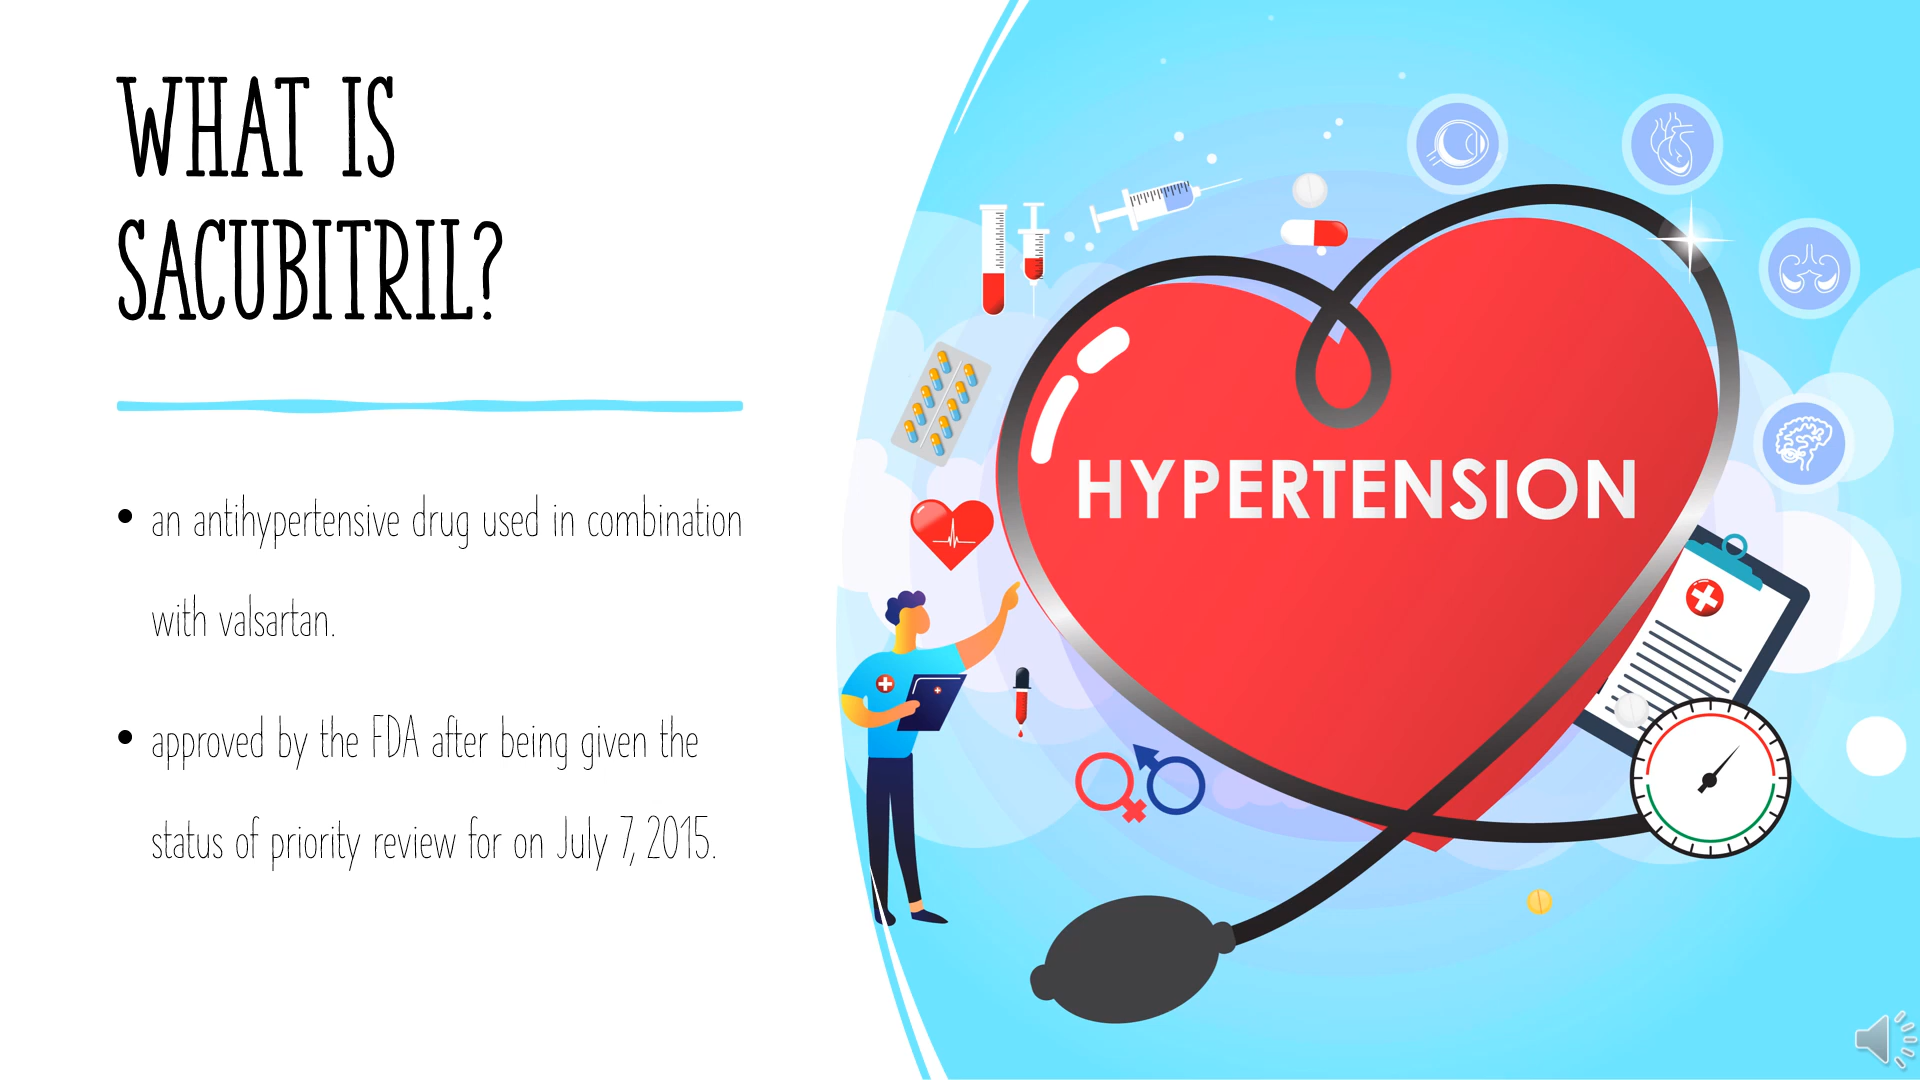 WHAT IS
SACUBITRIL?
• an antihypertensive drug used in combination
with valsartan.
• approved by the FDA after being given the
status of priority review for on July 7, 2015.
HYPERTENSION